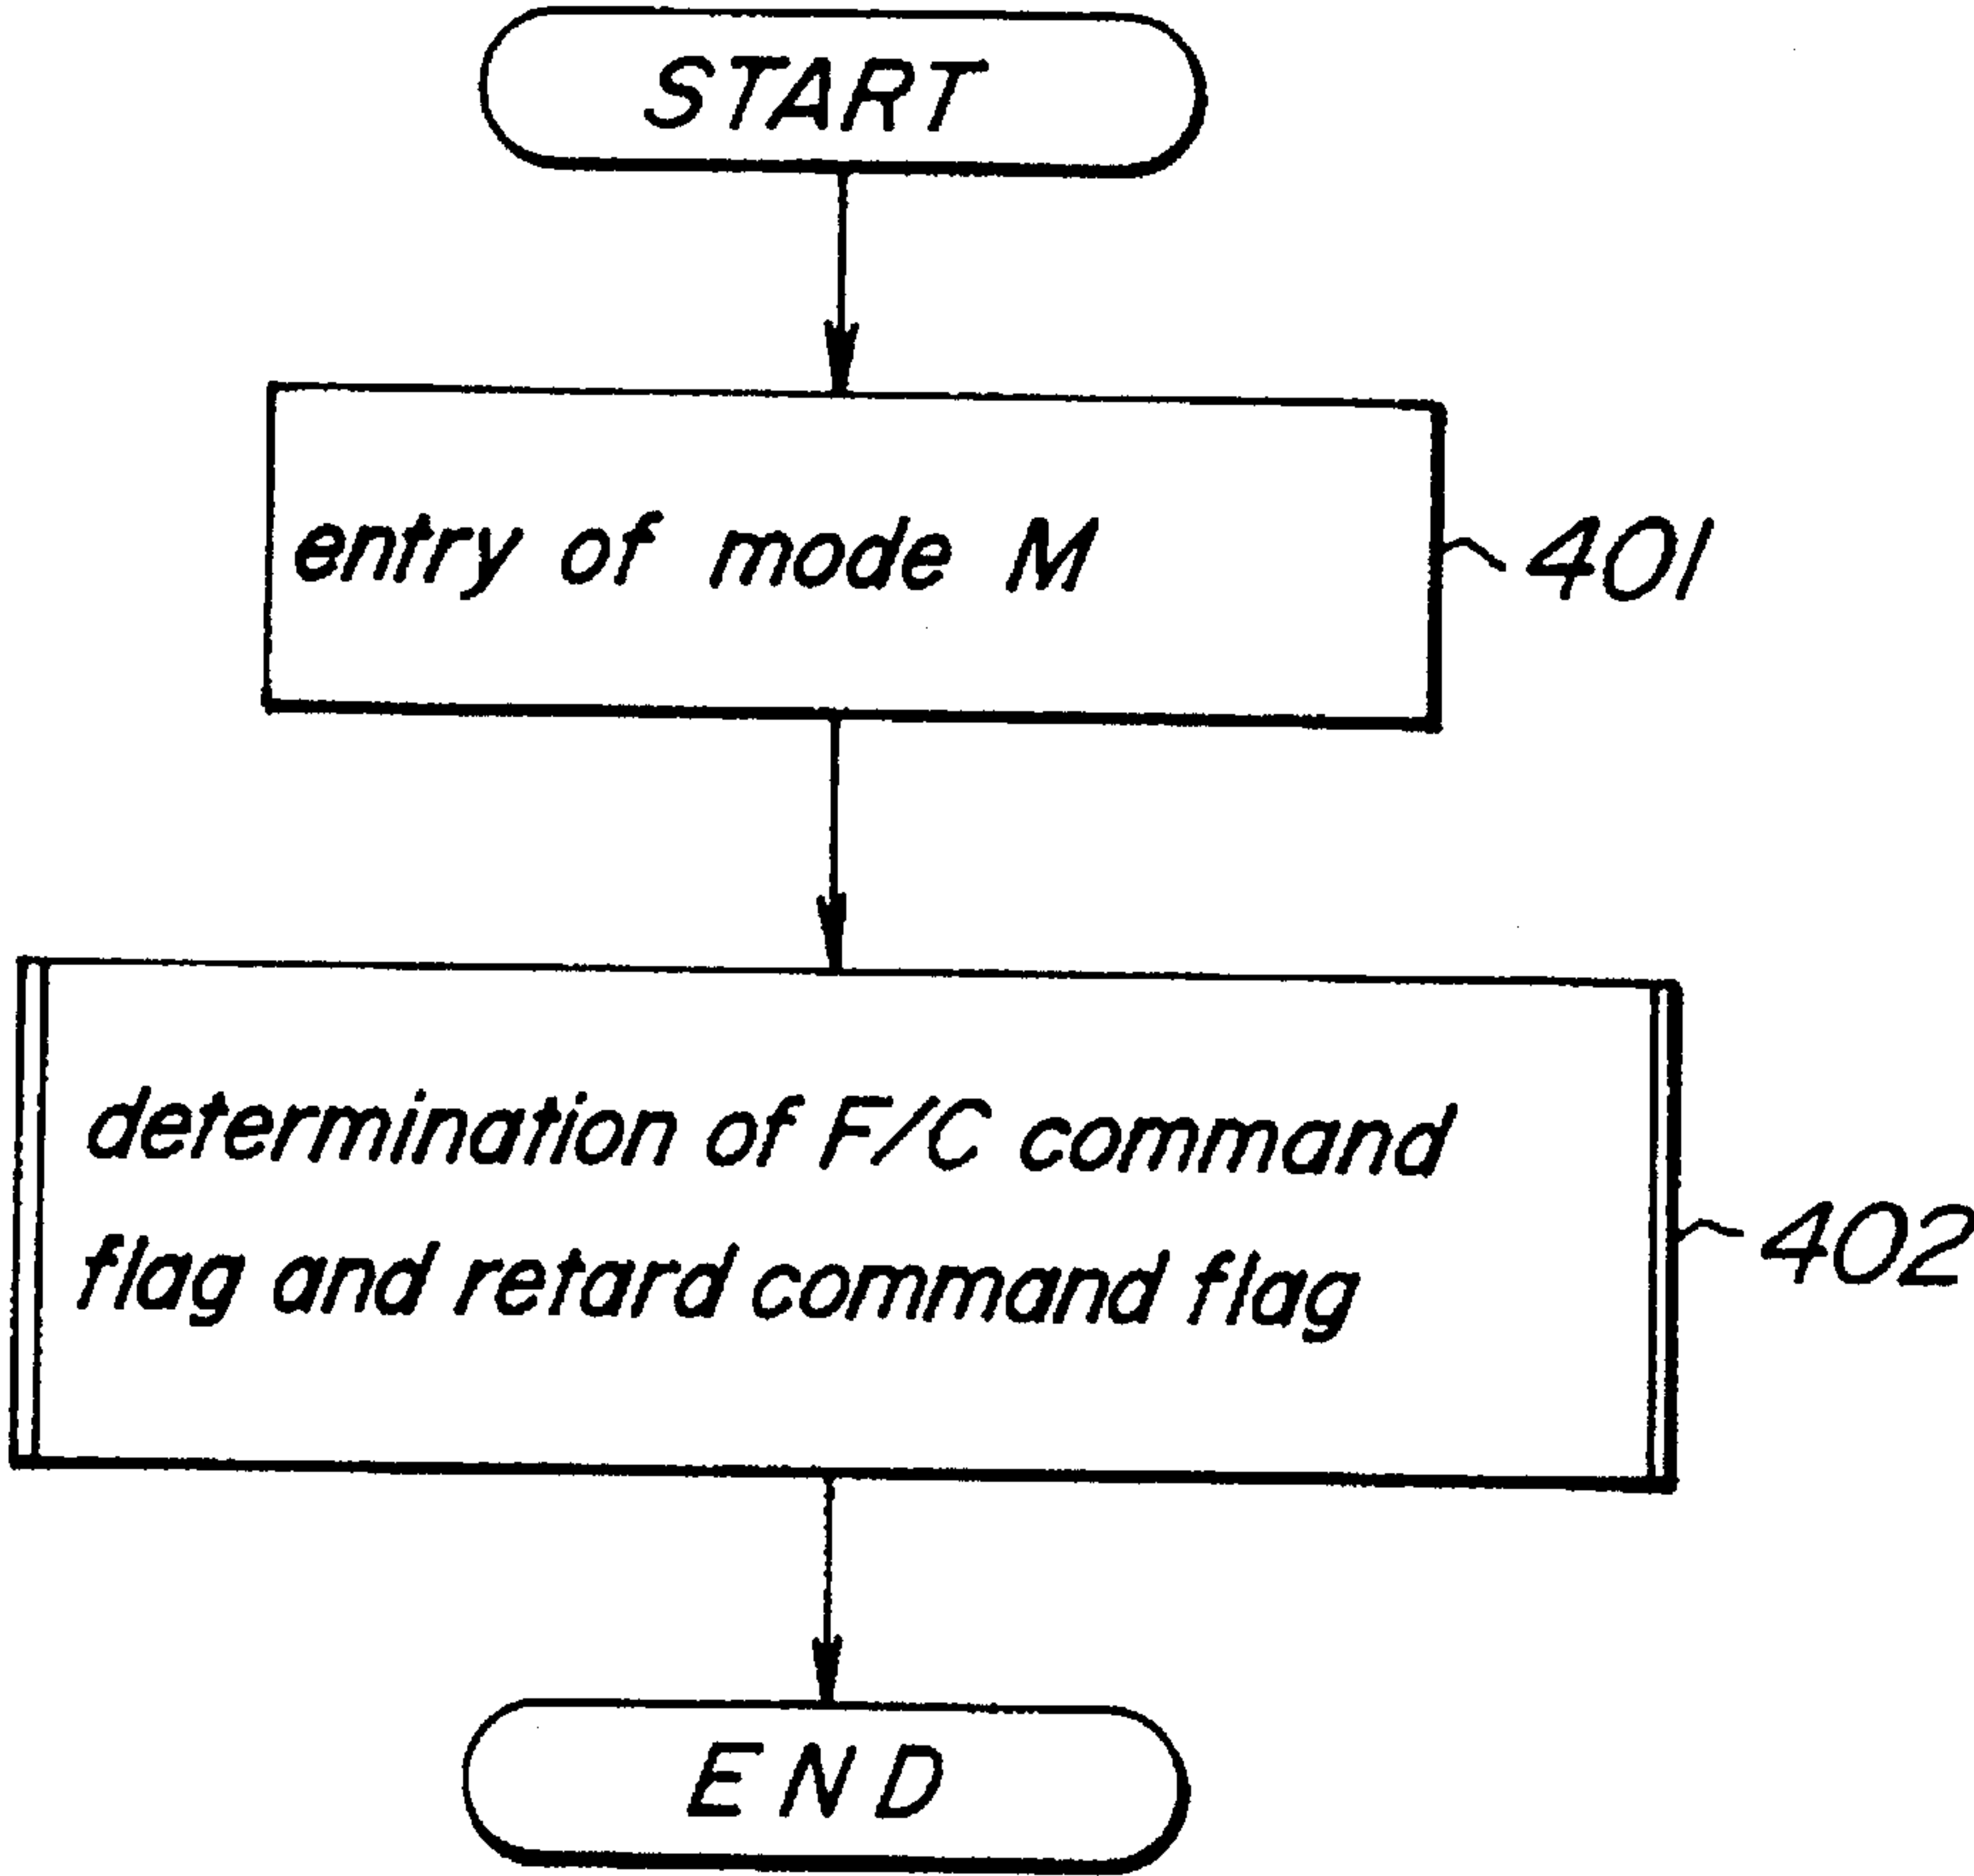 START
entry of mode M
401
determination of F/C command
flag and retard command flag
402
END